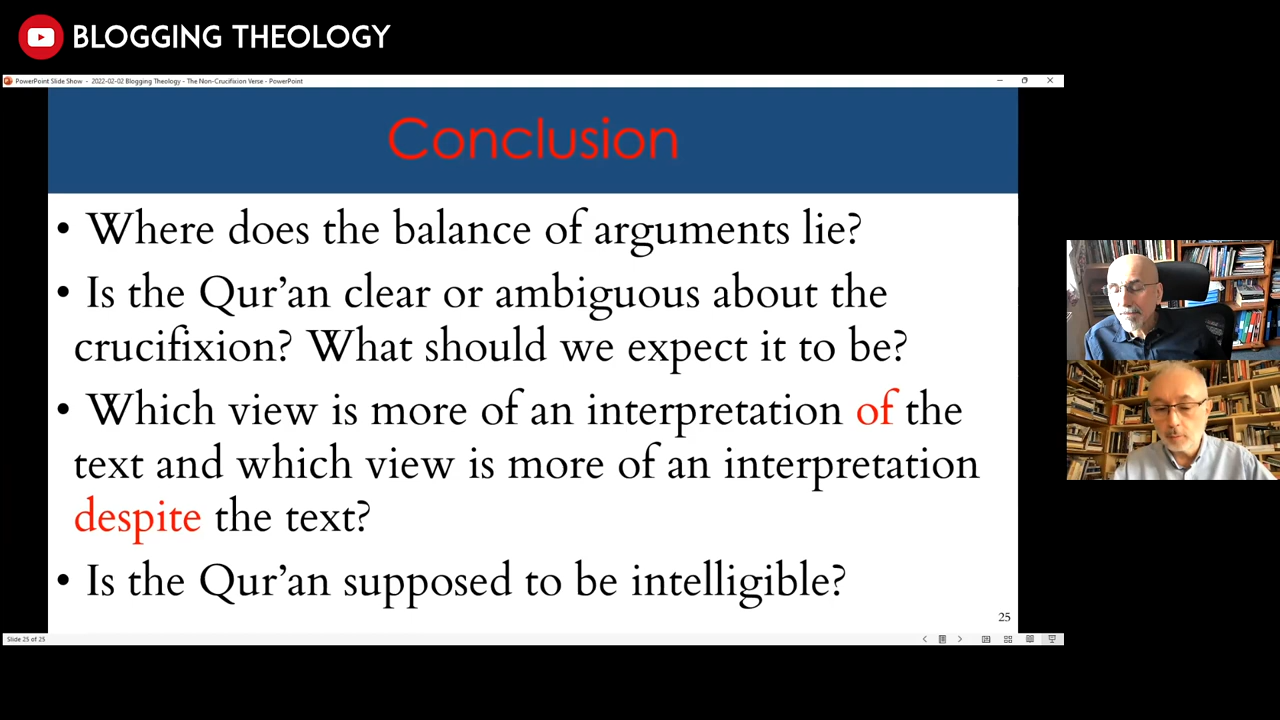 BLOGGING THEOLOGY
PowerPoint Slide Show - 2022-02-02 Blogging Theology - The Non-Crucifixion Verse - PowerPoint
Conclusion
• Where does the balance of arguments lie?
• Is the Qur’an clear or ambiguous about the
crucifixion? What should we expect it to be?
• Which view is more of an interpretation of the
text and which view is more of an interpretation
despite the text?
• Is the Qur’an supposed to be intelligible?
25
Slide 25 of 25